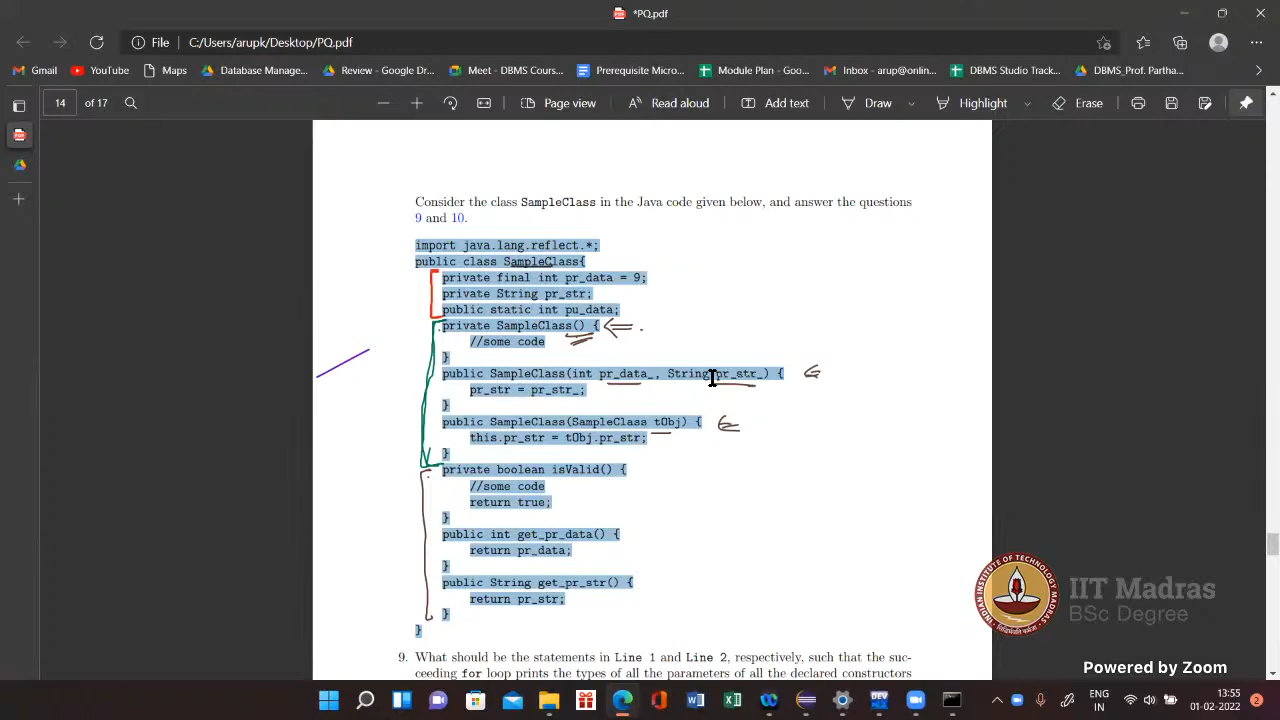 *PQ.pdf
File C:/Users/arupk/Desktop/PQ.pdf
Gmail YouTube Maps Database Manage... Review - Google Dr... Meet - DBMS Cours... Prerequisite Micro... Module Plan - Goo... Inbox - arup@onlin... DBMS Studio Track... DBMS_Prof. Partha...
14 of 17 Page view Read aloud Add text Draw Highlight Erase
Consider the class SampleClass in the Java code given below, and answer the questions
9 and 10.
import java.lang.reflect.*;
public class SampleClass{
private final int pr_data = 9;
private String pr_str;
public static int pu_data;
private SampleClass() {
//some code
}
public SampleClass(int pr_data_, String pr_str_) {
pr_str = pr_str_;
}
public SampleClass(SampleClass tObj) {
this.pr_str = tObj.pr_str;
}
private boolean isValid() {
//some code
return true;
}
public int get_pr_data() {
return pr_data;
}
public String get_pr_str() {
return pr_str;
}
}
9. What should be the statements in Line 1 and Line 2, respectively, such that the suc-
ceeding for loop prints the types of all the parameters of all the declared constructors
IIT Madras
BSc Degree
Powered by Zoom
ENG
IN
13:55
01-02-2022